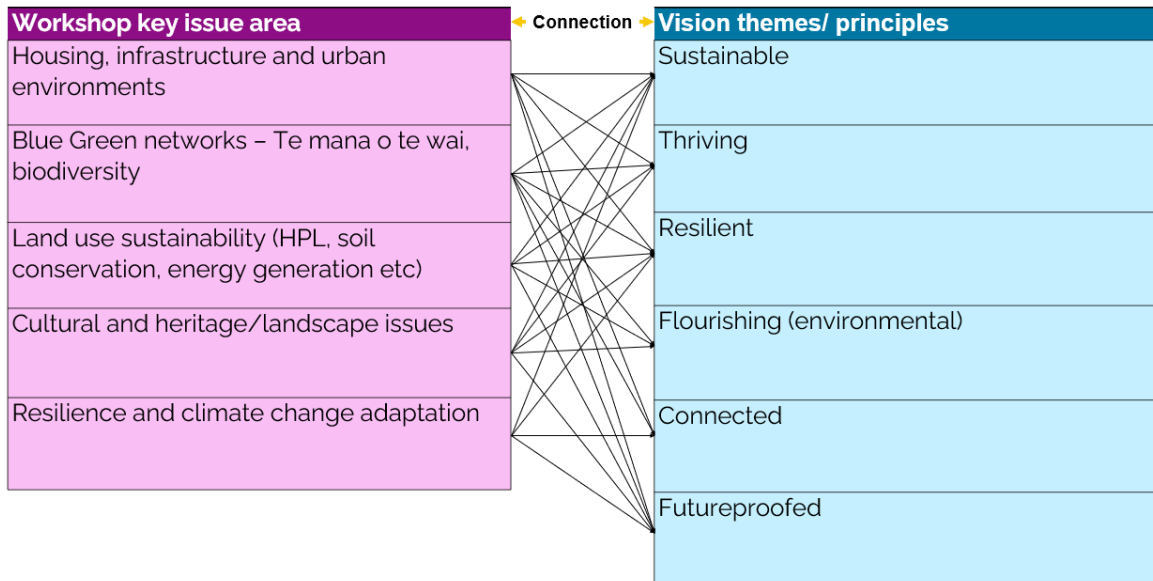 Workshop key issue area
Connection
Vision themes/ principles
Housing, infrastructure and urban
environments
Sustainable
Blue Green networks – Te mana o te wai,
biodiversity
Thriving
Land use sustainability (HPL, soil
conservation, energy generation etc)
Resilient
Cultural and heritage/landscape issues
Flourishing (environmental)
Resilience and climate change adaptation
Connected
Futureproofed